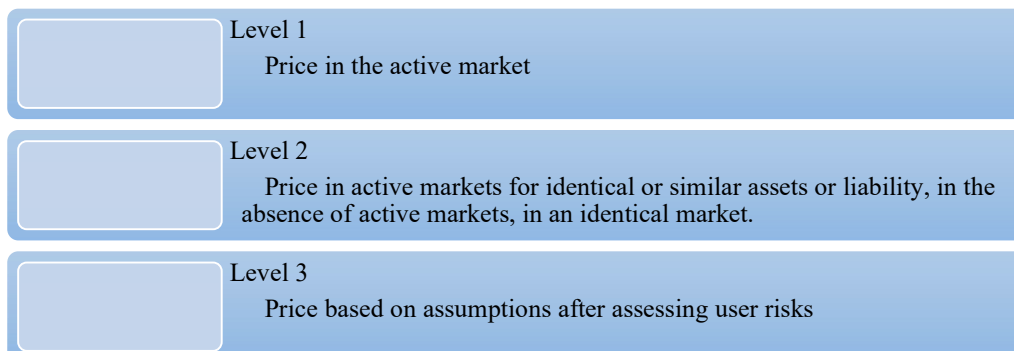 Level 1
Price in the active market
Level 2
Price in active markets for identical or similar assets or liability, in the
absence of active markets, in an identical market.
Level 3
Price based on assumptions after assessing user risks